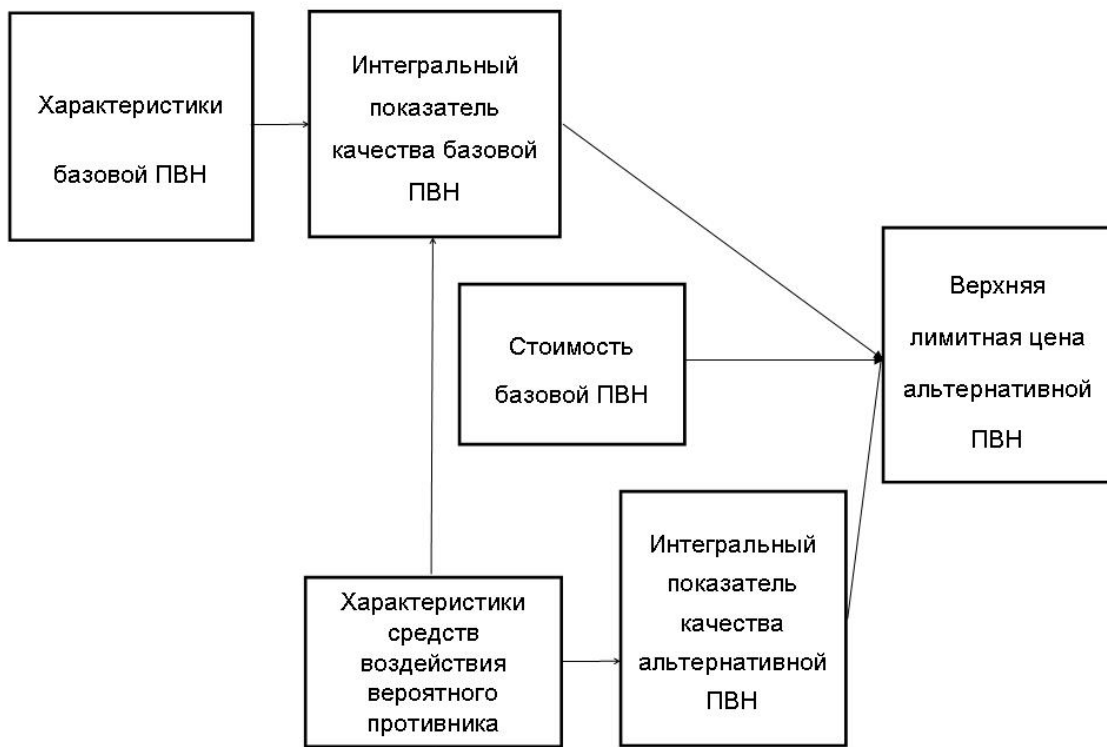 Характеристики
базовой ПВН
Интегральный
показатель
качества базовой
ПВН
Стоимость
базовой ПВН
Верхняя
лимитная цена
альтернативной
ПВН
Характеристики
средств
воздействия
вероятного
противника
Интегральный
показатель
качества
альтернативной
ПВН